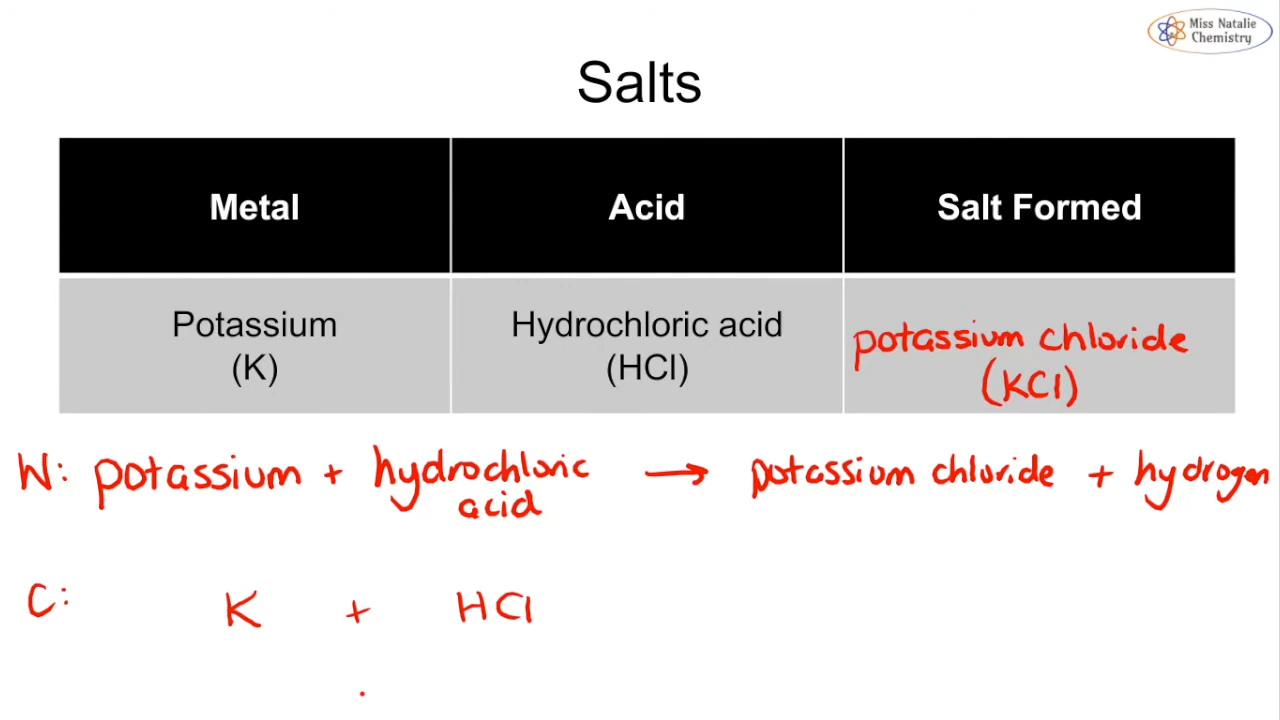 Miss Natalie
Chemistry
Salts
Metal Acid Salt Formed
Potassium
(K)
Hydrochloric acid
(HCl)
potassium chloride
(KCl)
W: potassium + hydrochloric acid → potassium chloride + hydrogen
C: K + HCl